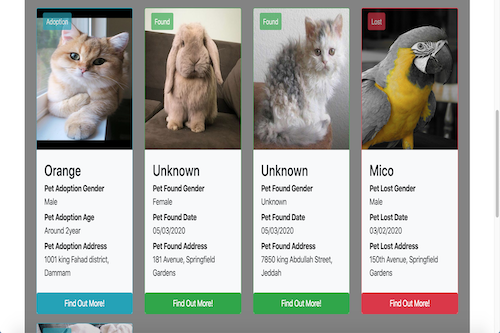 Adoption
Orange
Pet Adoption Gender
Male
Pet Adoption Age
Around 2year
Pet Adoption Address
1001 king Fahad district,
Dammam
Find Out More!
Found
Unknown
Pet Found Gender
Female
Pet Found Date
05/03/2020
Pet Found Address
181 Avenue, Springfield
Gardens
Find Out More!
Found
Unknown
Pet Found Gender
Unknown
Pet Found Date
05/03/2020
Pet Found Address
7850 king Abdullah Street,
Jeddah
Find Out More!
Lost
Mico
Pet Lost Gender
Male
Pet Lost Date
03/02/2020
Pet Lost Address
150th Avenue, Springfield
Gardens
Find Out More!